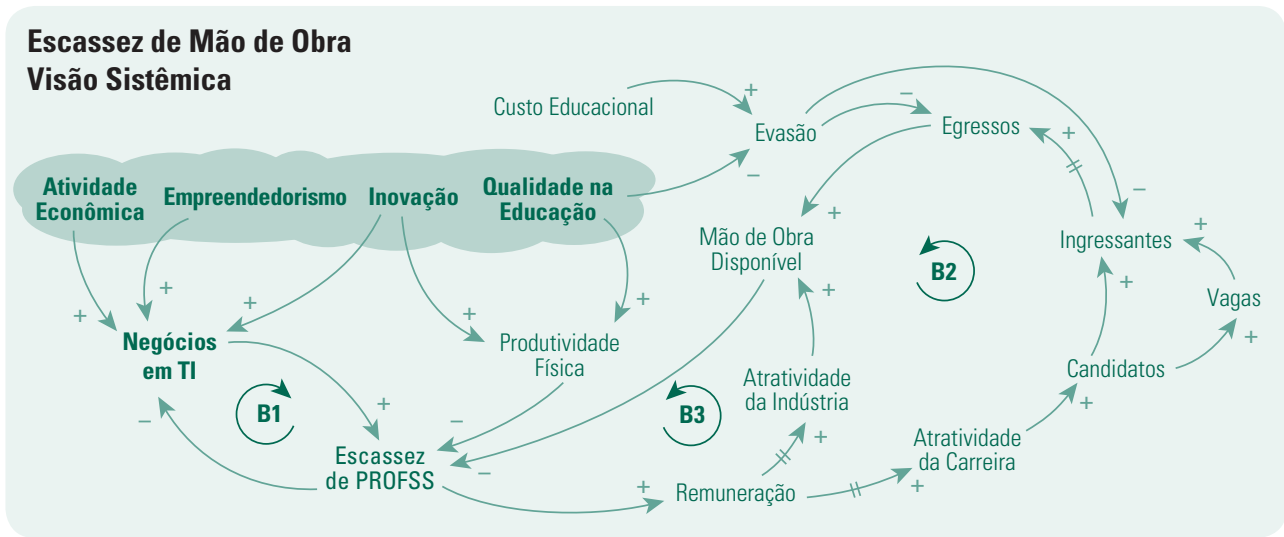 Escassez de Mão de Obra
Visão Sistêmica
Custo Educacional
+
Evasão
–
Egressos
+
–
–
Atividade
Econômica
Empreendedorismo
Inovação
Qualidade na
Educação
Mão de Obra
Disponível
+
B2
Ingressantes
+
+
Vagas
+
+
+
+
Negócios
em TI
+
+
Produtividade
Física
+
+
Candidatos
+
Atratividade
da Indústria
+
B1
+
–
B3
–
Escassez
de PROFSS
–
+
Remuneração
+
Atratividade
da Carreira
+